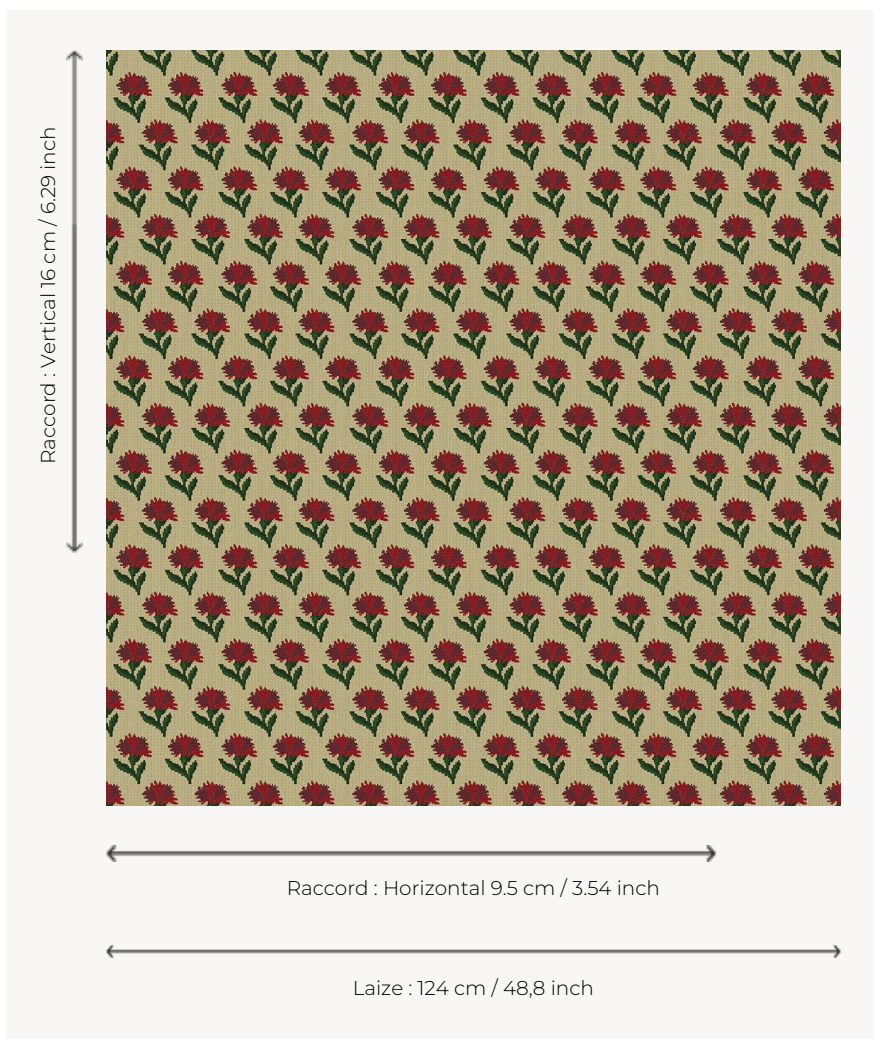 Raccord : Vertical 16 cm / 6.29 inch
Raccord : Horizontal 9.5 cm / 3.54 inch
Laize : 124 cm / 48,8 inch